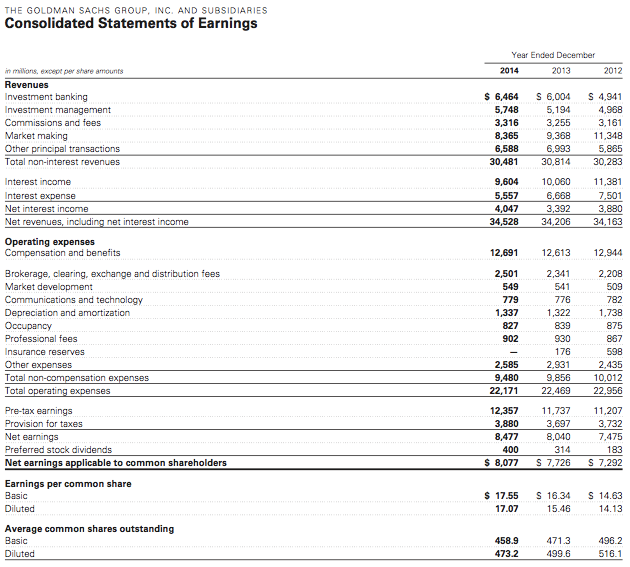 THE GOLDMAN SACHS GROUP, INC. AND SUBSIDIARIES
Consolidated Statements of Earnings
Year Ended December
in millions, except per share amounts 2014 2013 2012
Revenues
Investment banking $ 6,464 $ 6,004 $ 4,941
Investment management 5,748 5,194 4,968
Commissions and fees 3,316 3,255 3,161
Market making 8,365 9,368 11,348
Other principal transactions 6,588 6,993 5,865
Total non-interest revenues 30,481 30,814 30,283
Interest income 9,604 10,060 11,381
Interest expense 5,557 6,668 7,501
Net interest income 4,047 3,392 3,880
Net revenues, including net interest income 34,528 34,206 34,163
Operating expenses
Compensation and benefits 12,691 12,613 12,944
Brokerage, clearing, exchange and distribution fees 2,501 2,341 2,208
Market development 549 541 509
Communications and technology 779 776 782
Depreciation and amortization 1,337 1,322 1,738
Occupancy 827 839 875
Professional fees 902 930 867
Insurance reserves — 176 598
Other expenses 2,585 2,931 2,435
Total non-compensation expenses 9,480 9,856 10,012
Total operating expenses 22,171 22,469 22,956
Pre-tax earnings 12,357 11,737 11,207
Provision for taxes 3,880 3,697 3,732
Net earnings 8,477 8,040 7,475
Preferred stock dividends 400 314 183
Net earnings applicable to common shareholders $ 8,077 $ 7,726 $ 7,292
Earnings per common share
Basic $ 17.55 $ 16.34 $ 14.63
Diluted 17.07 15.46 14.13
Average common shares outstanding
Basic 458.9 471.3 496.2
Diluted 473.2 499.6 516.1